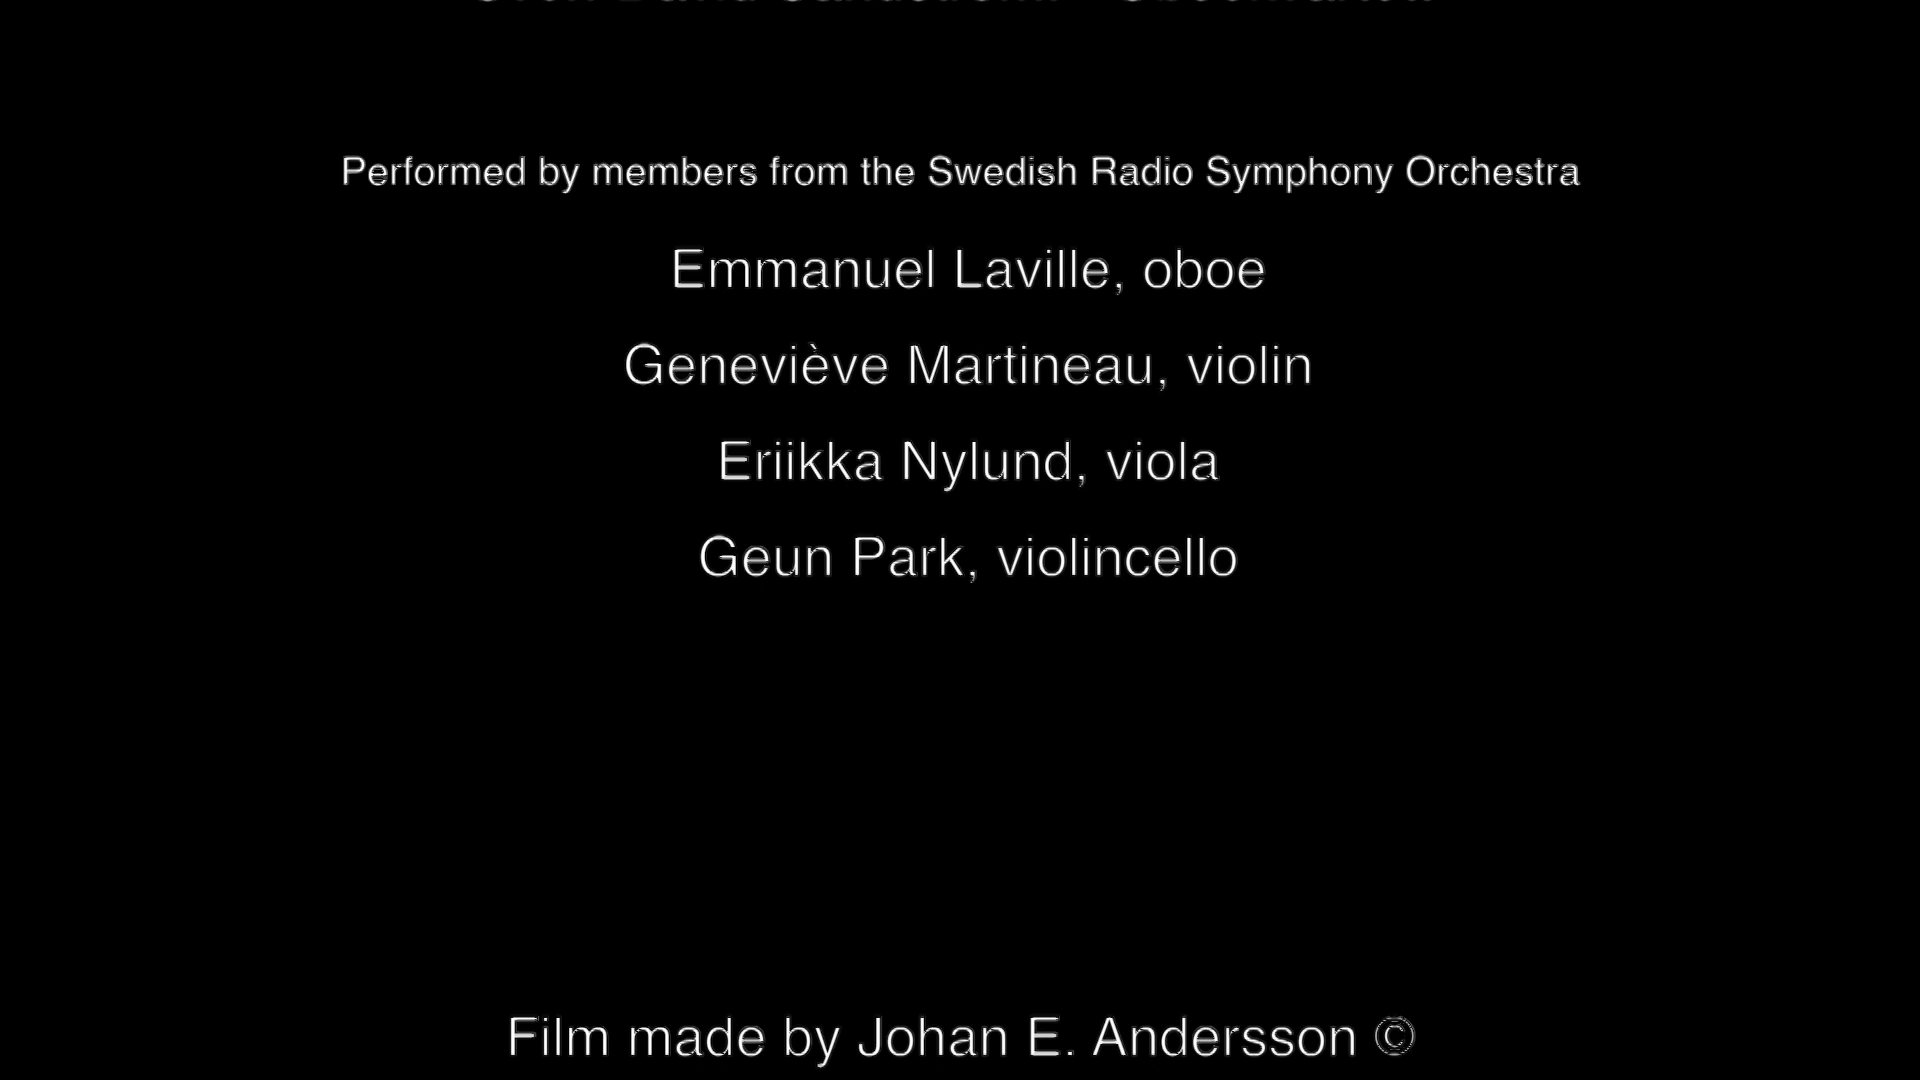 Performed by members from the Swedish Radio Symphony Orchestra
Emmanuel Laville, oboe
Geneviève Martineau, violin
Eriikka Nylund, viola
Geun Park, violincello
Film made by Johan E. Andersson ©